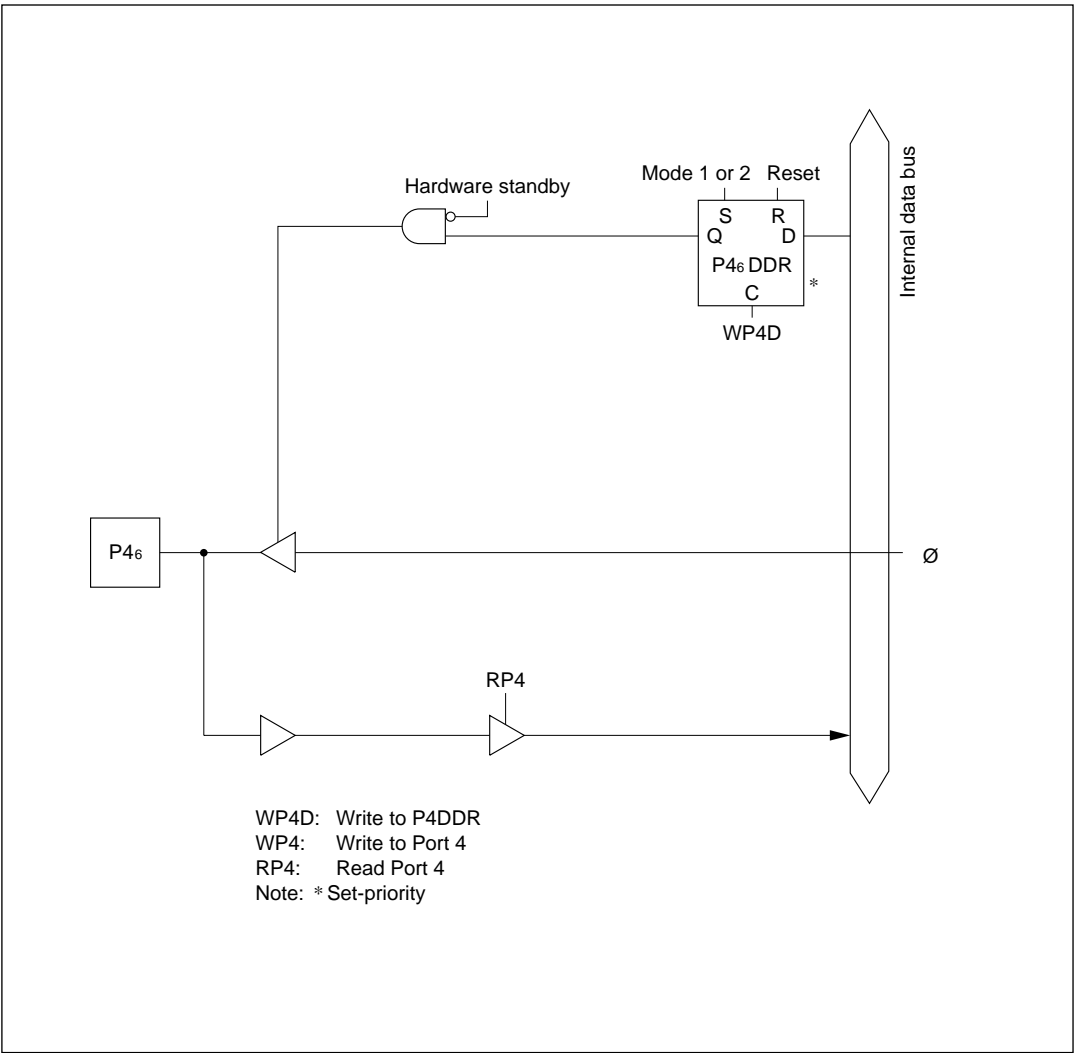 Hardware standby
Mode 1 or 2 Reset
S R
Q D
P46 DDR
*
C
WP4D
Internal data bus
P46
Ø
RP4
WP4D: Write to P4DDR
WP4: Write to Port 4
RP4: Read Port 4
Note: * Set-priority